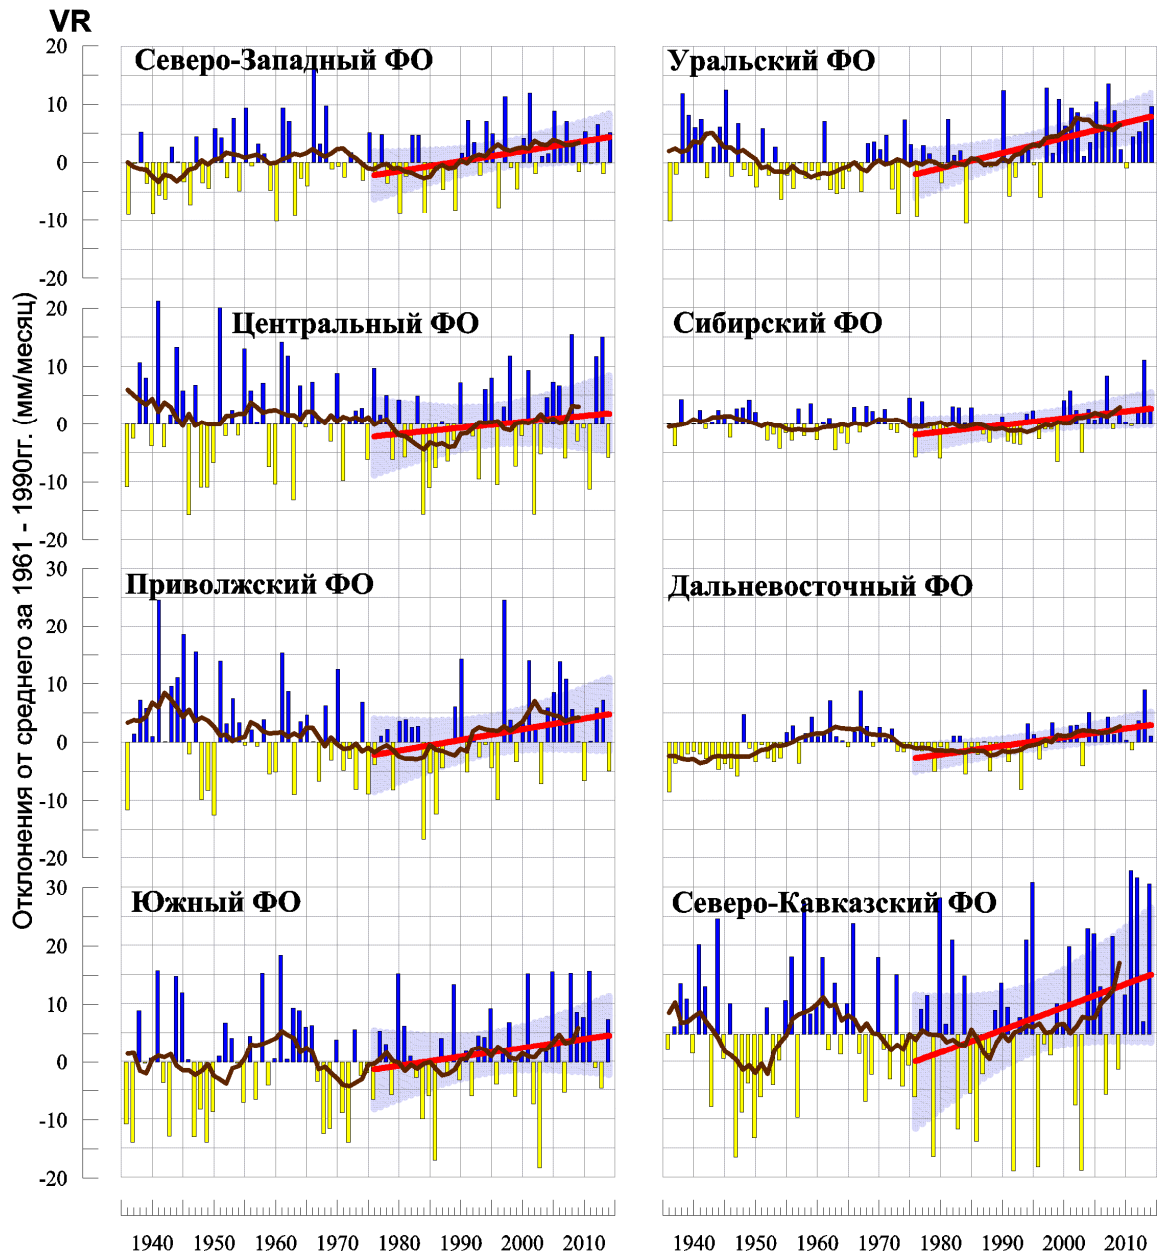 VR
Отклонения от среднего за 1961 - 1990гг. (мм/месяц)
20
10
0
-10
-20
Северо-Западный ФО
Уральский ФО
20
10
0
-10
-20
Центральный ФО
Сибирский ФО
30
20
10
0
-10
-20
Приволжский ФО
Дальневосточный ФО
30
20
10
0
-10
-20
Южный ФО
Северо-Кавказский ФО
1940 1950 1960 1970 1980 1990 2000 2010
1940 1950 1960 1970 1980 1990 2000 2010